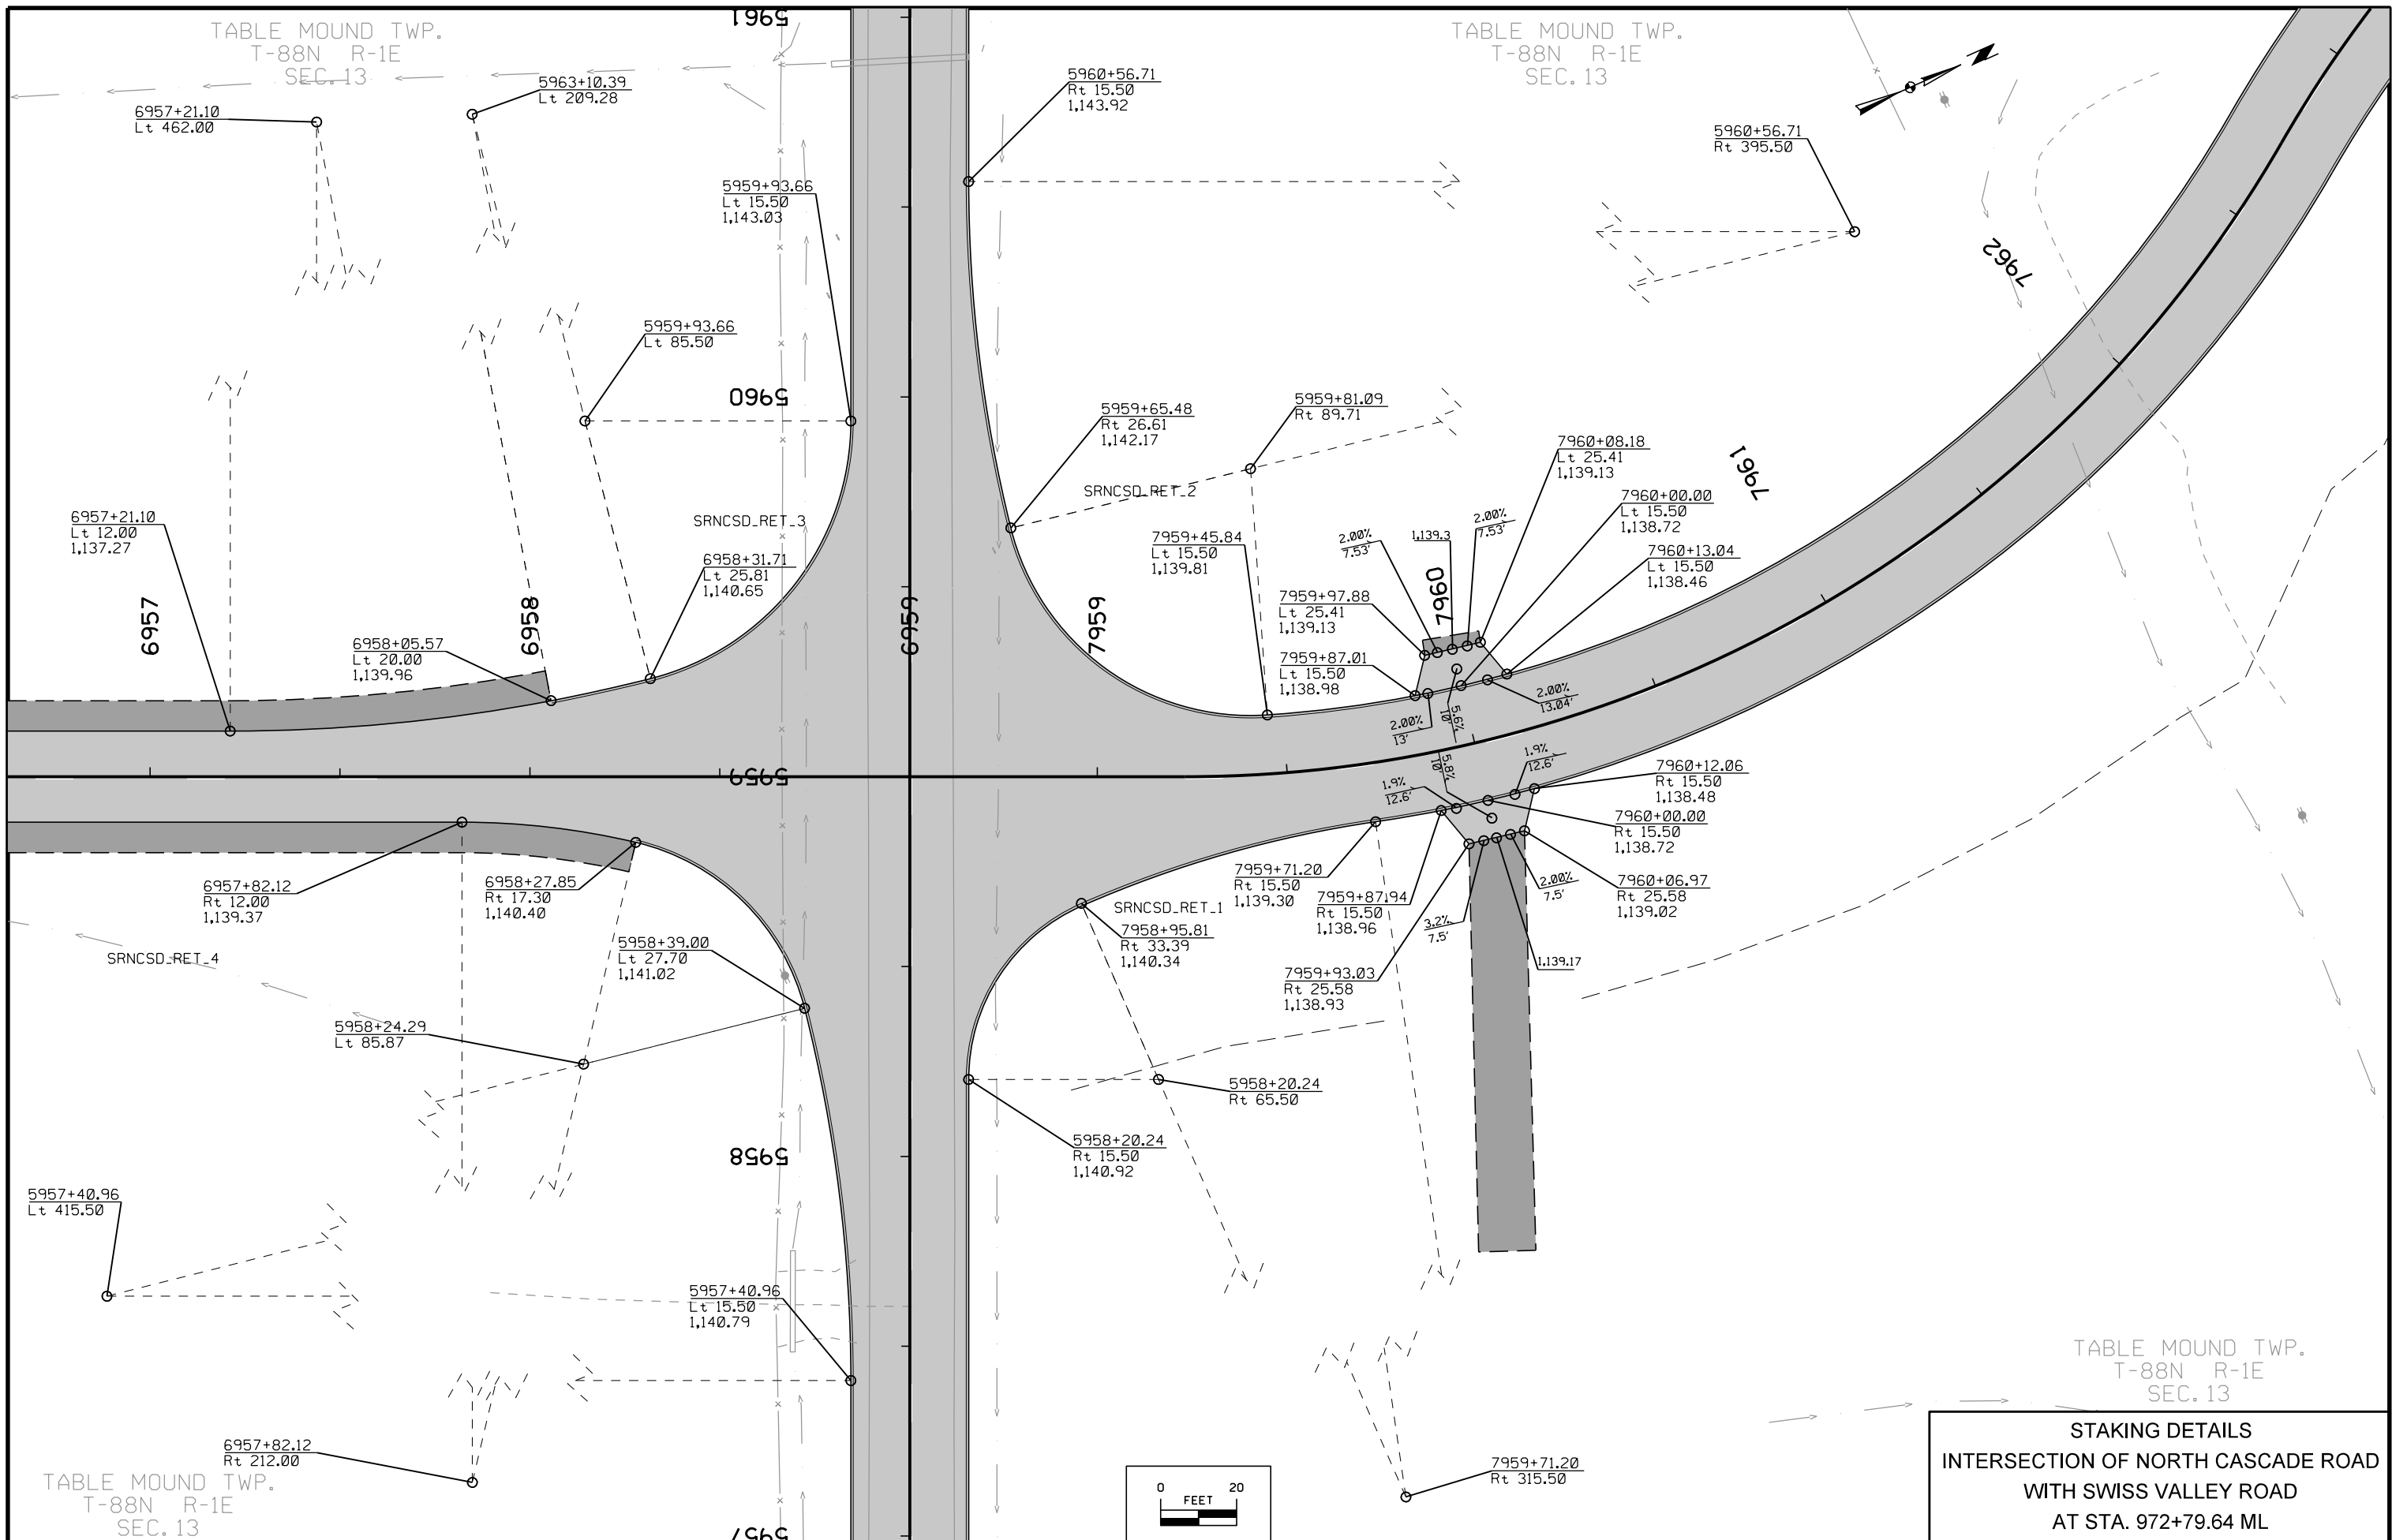 TABLE MOUND TWP.
T-88N R-1E
SEC. 13
5961
TABLE MOUND TWP.
T-88N R-1E
SEC. 13
6957+21.10
Lt 462.00
5963+10.39
Lt 209.28
5960+56.71
Rt 15.50
1,143.92
5960+56.71
Rt 395.50
5959+93.66
Lt 15.50
1,143.03
7962
5959+93.66
Lt 85.50
5960
5959+65.48
Rt 26.61
1,142.17
5959+81.09
Rt 89.71
7960+08.18
Lt 25.41
1,139.13
7961
SRNCSD_RET_2
SRNCSD_RET_3
7960+00.00
Lt 15.50
1,138.72
6957+21.10
Lt 12.00
1,137.27
7959+45.84
Lt 15.50
1,139.81
2.00%
7.53'
1,139.3
2.00%
7.53'
7960+13.04
Lt 15.50
1,138.46
6958+31.71
Lt 25.81
1,140.65
7959+97.88
Lt 25.41
1,139.13
7960
6957
6958
6959
7959
6958+05.57
Lt 20.00
1,139.96
7959+87.01
Lt 15.50
1,138.98
2.00%
13'
5.6%
10'
2.00%
13.04'
5959
5.8%
10'
1.9%
12.6'
1.9%
12.6'
7960+12.06
Rt 15.50
1,138.48
7960+00.00
Rt 15.50
1,138.72
6957+82.12
Rt 12.00
1,139.37
6958+27.85
Rt 17.30
1,140.40
7959+71.20
Rt 15.50
1,139.30
7959+87.94
Rt 15.50
1,138.96
2.00%
7.5'
7960+06.97
Rt 25.58
1,139.02
SRNCSD_RET_1
7958+95.81
Rt 33.39
1,140.34
3.2%
7.5'
5958+39.00
Lt 27.70
1,141.02
SRNCSD_RET_4
7959+93.03
Rt 25.58
1,138.93
1,139.17
5958+24.29
Lt 85.87
5958+20.24
Rt 65.50
5958
5958+20.24
Rt 15.50
1,140.92
5957+40.96
Lt 415.50
5957+40.96
Lt 15.50
1,140.79
TABLE MOUND TWP.
T-88N R-1E
SEC. 13
6957+82.12
Rt 212.00
7959+71.20
Rt 315.50
TABLE MOUND TWP.
T-88N R-1E
SEC. 13
0 20
FEET
5957
STAKING DETAILS
INTERSECTION OF NORTH CASCADE ROAD
WITH SWISS VALLEY ROAD
AT STA. 972+79.64 ML